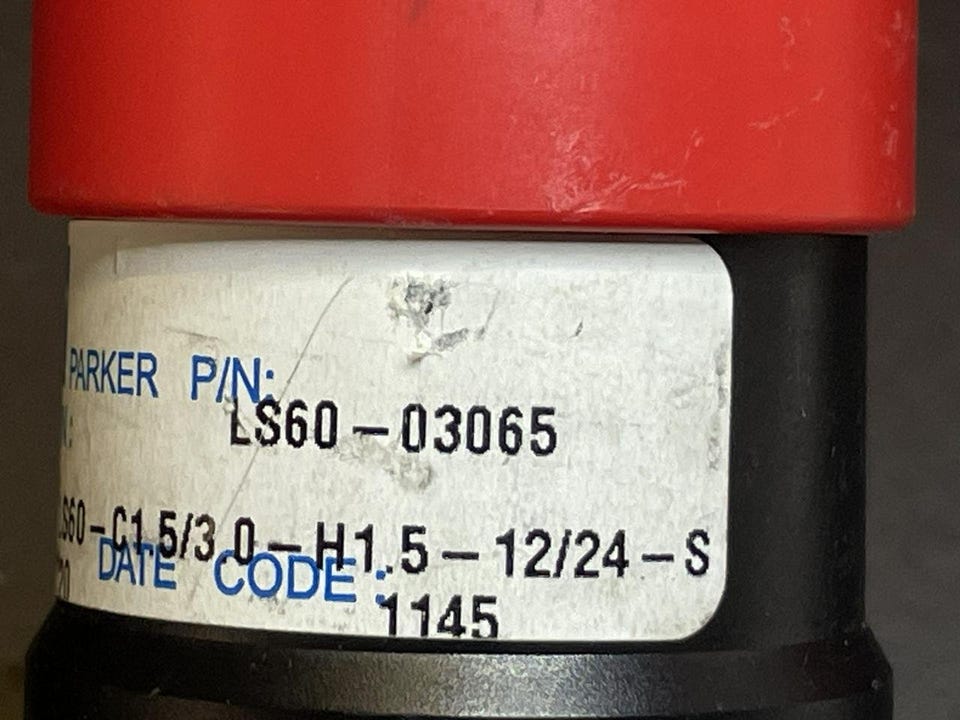 PARKER P/N:
LS60-03065
N:
LS60-C1.5/3.0-H1.5-12/24-S
DATE CODE:
1145